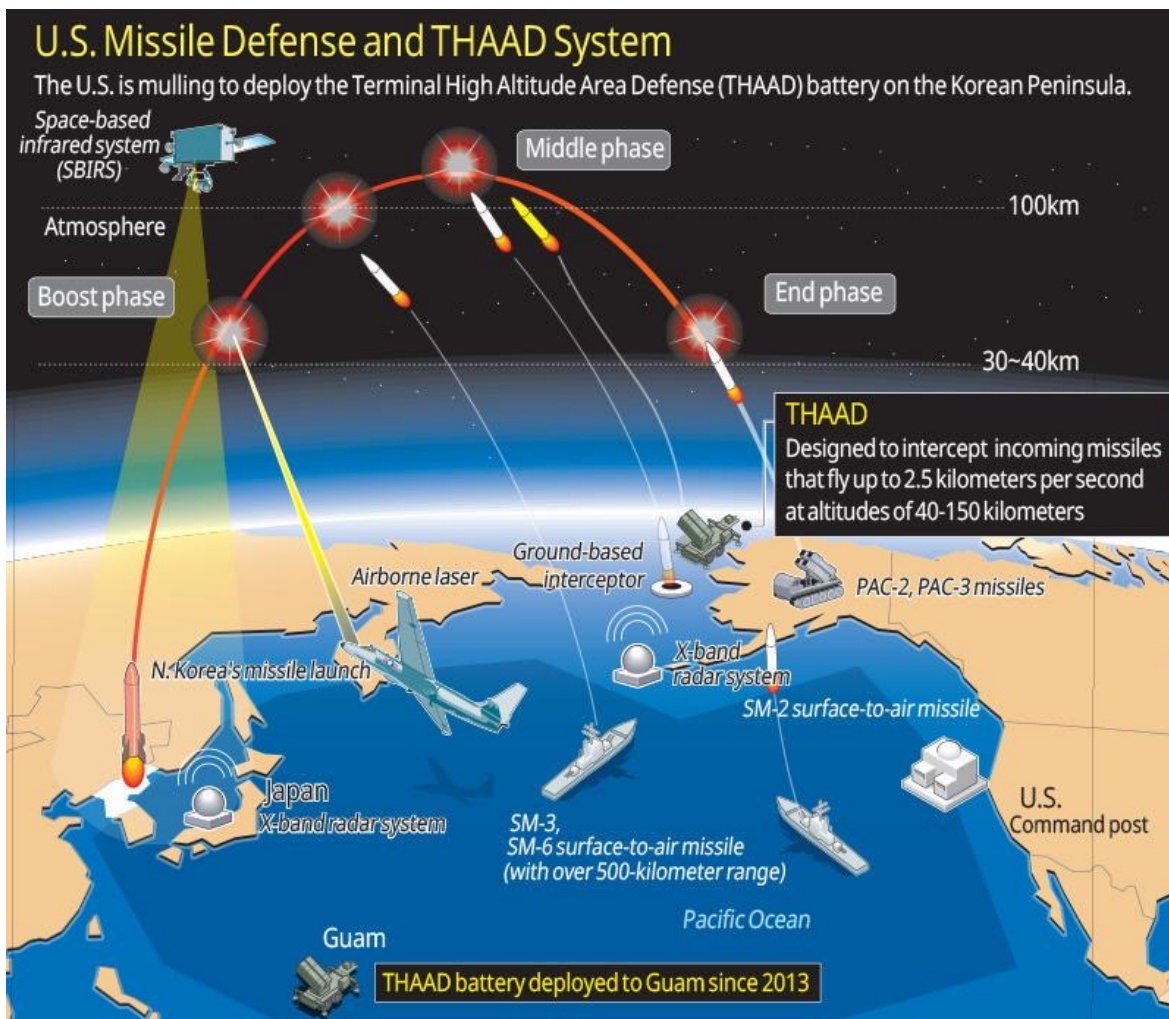 U.S. Missile Defense and THAAD System
The U.S. is mulling to deploy the Terminal High Altitude Area Defense (THAAD) battery on the Korean Peninsula.
Space-based
infrared system
(SBIRS)
Middle phase
100km
Atmosphere
Boost phase
End phase
30~40km
THAAD
Designed to intercept incoming missiles
that fly up to 2.5 kilometers per second
at altitudes of 40-150 kilometers
Ground-based
interceptor
Airborne laser
PAC-2, PAC-3 missiles
N. Korea's missile launch
X-band
radar system
SM-2 surface-to-air missile
Japan
X-band radar system
U.S.
Command post
SM-3,
SM-6 surface-to-air missile
(with over 500-kilometer range)
Pacific Ocean
Guam
THAAD battery deployed to Guam since 2013